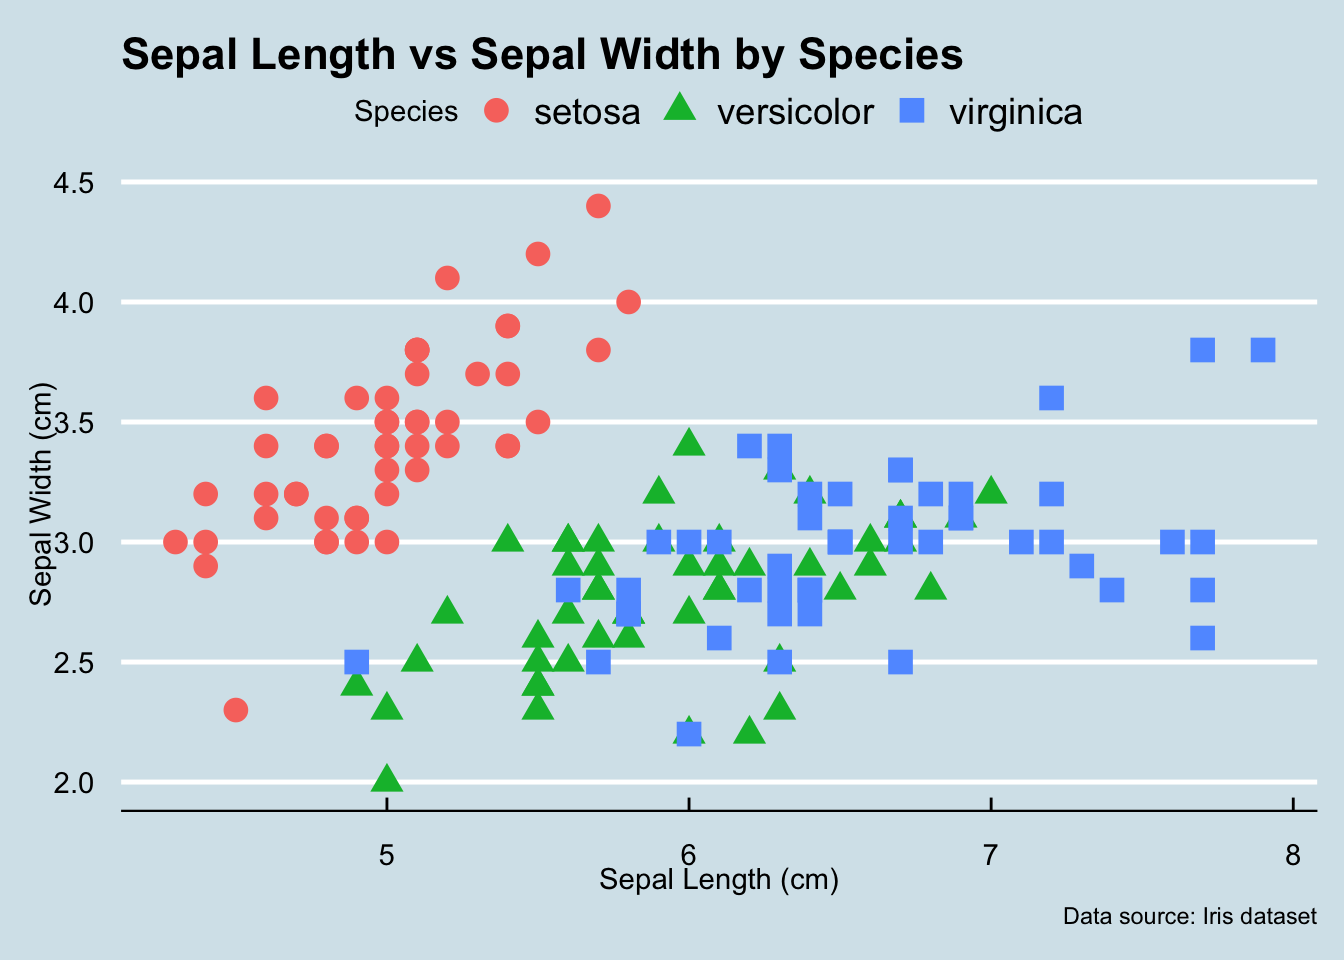 Sepal Length vs Sepal Width by Species
Species setosa versicolor virginica
4.5
4.0
3.5
3.0
2.5
2.0
Sepal Width (cm)
5 6 7 8
Sepal Length (cm)
Data source: Iris dataset